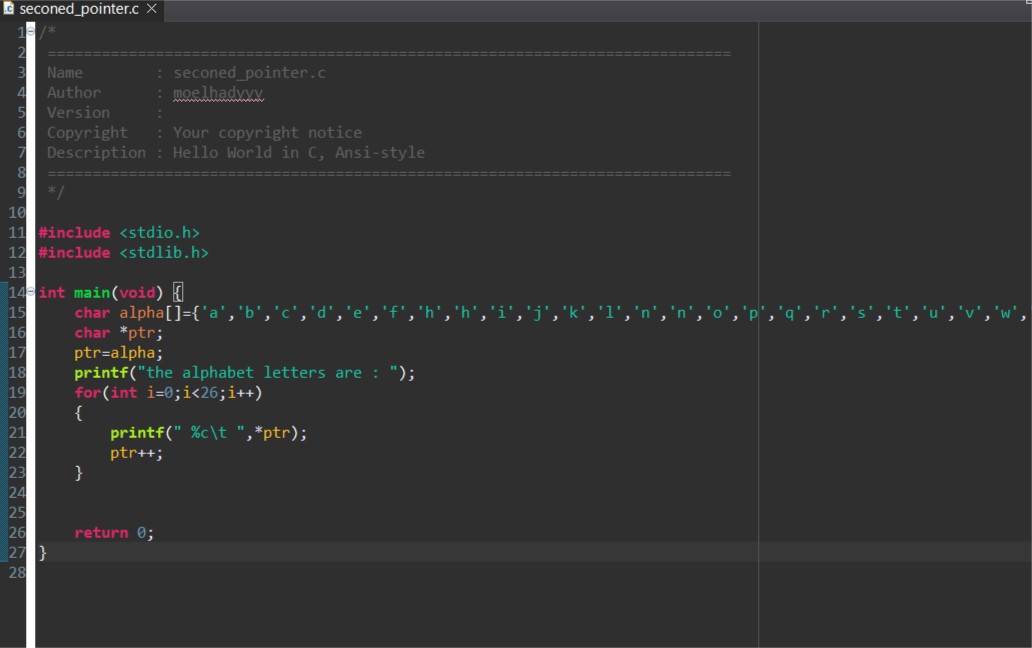 seconed_pointer.c
1 /*
2 ============================================================================
3 Name        : seconed_pointer.c
4 Author      : moelhadyyy
5 Version     :
6 Copyright   : Your copyright notice
7 Description : Hello World in C, Ansi-style
8 ============================================================================
9 */
10
11 #include <stdio.h>
12 #include <stdlib.h>
13
14 int main(void) {
15     char alpha[]={'a','b','c','d','e','f','h','h','i','j','k','l','n','n','o','p','q','r','s','t','u','v','w',
16     char *ptr;
17     ptr=alpha;
18     printf("the alphabet letters are : ");
19     for(int i=0;i<26;i++)
20     {
21         printf(" %c\t ",*ptr);
22         ptr++;
23     }
24
25
26     return 0;
27 }
28